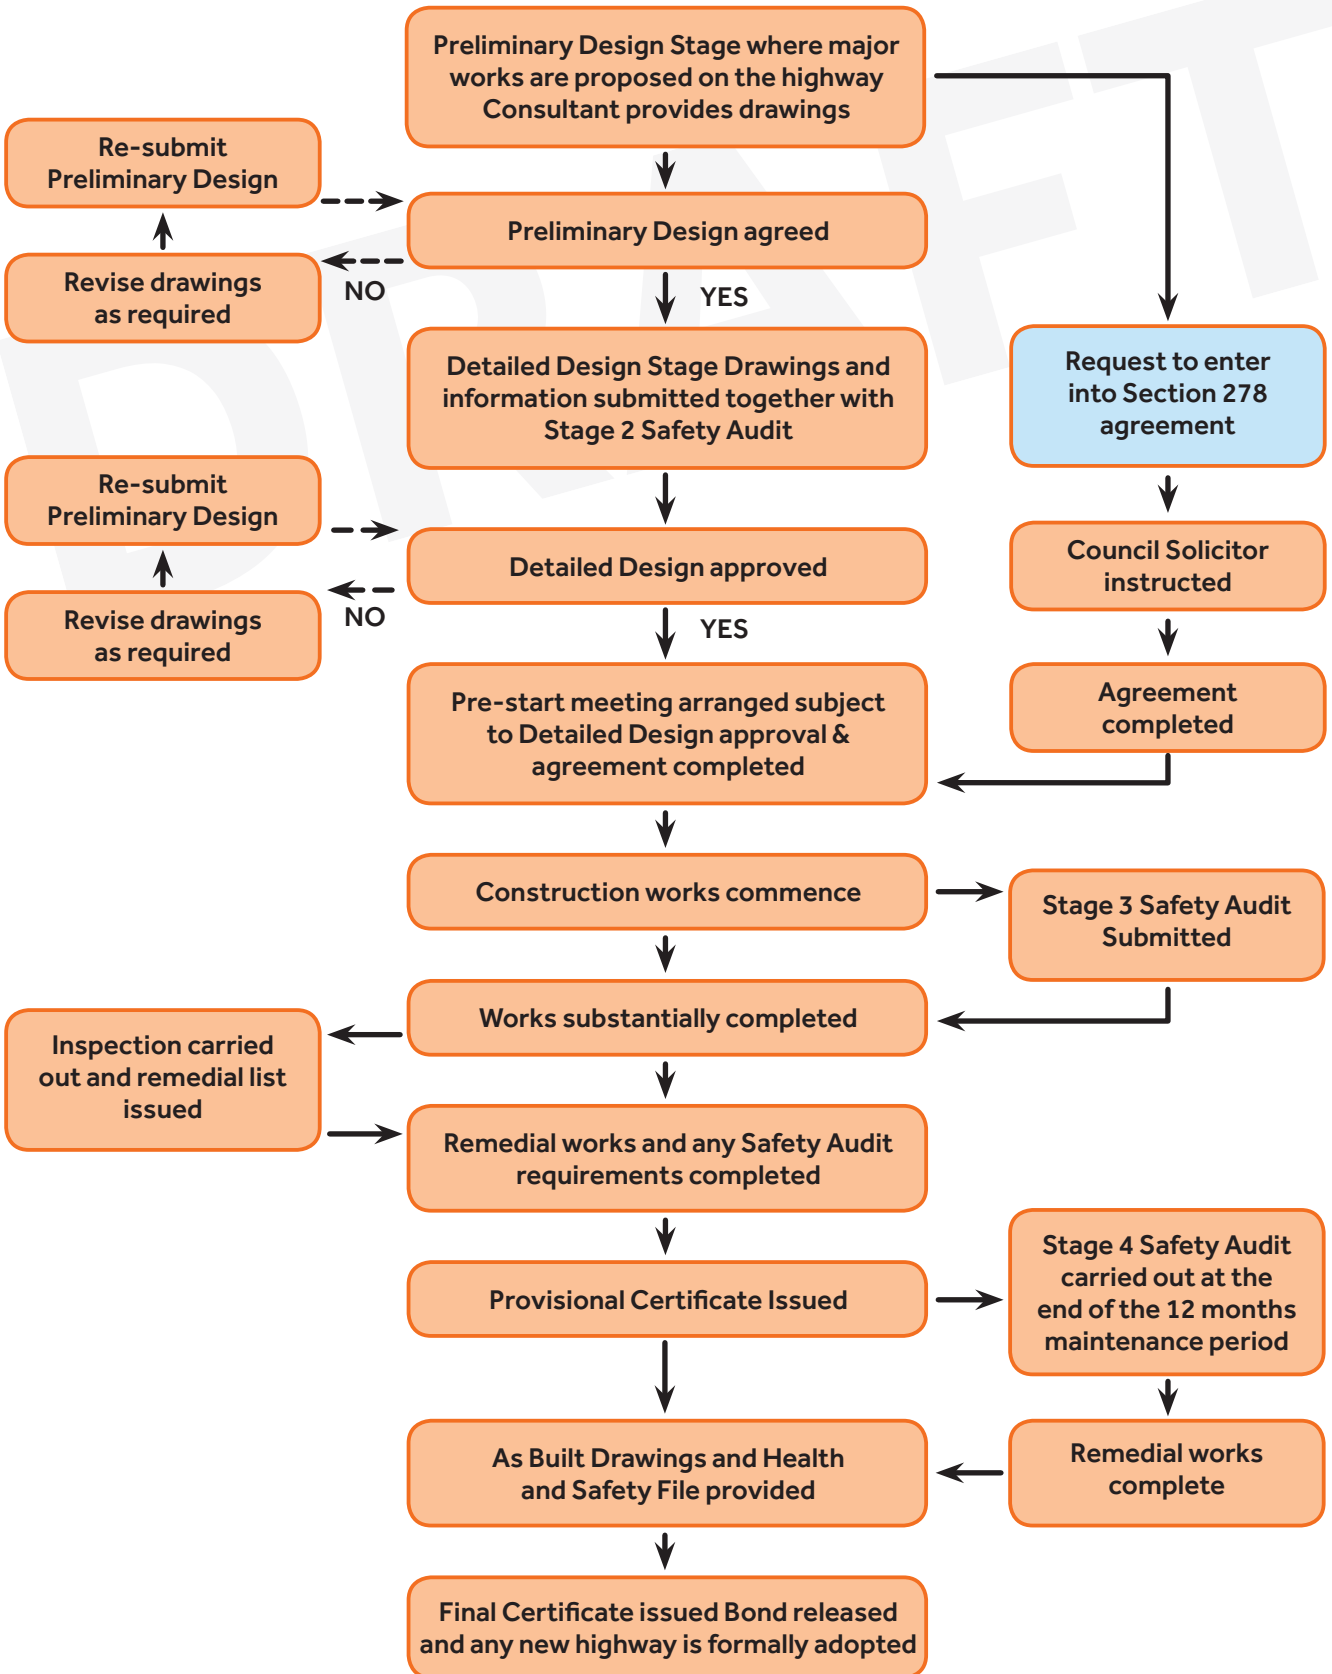 Preliminary Design Stage where major
works are proposed on the highway
Consultant provides drawings
Re-submit
Preliminary Design
Preliminary Design agreed
Revise drawings
as required
NO
YES
Detailed Design Stage Drawings and
information submitted together with
Stage 2 Safety Audit
Request to enter
into Section 278
agreement
Re-submit
Preliminary Design
Detailed Design approved
Council Solicitor
instructed
Revise drawings
as required
NO
YES
Pre-start meeting arranged subject
to Detailed Design approval &
agreement completed
Agreement
completed
Construction works commence
Stage 3 Safety Audit
Submitted
Works substantially completed
Inspection carried
out and remedial list
issued
Remedial works and any Safety Audit
requirements completed
Provisional Certificate Issued
Stage 4 Safety Audit
carried out at the
end of the 12 months
maintenance period
As Built Drawings and Health
and Safety File provided
Remedial works
complete
Final Certificate issued Bond released
and any new highway is formally adopted
DRAFT